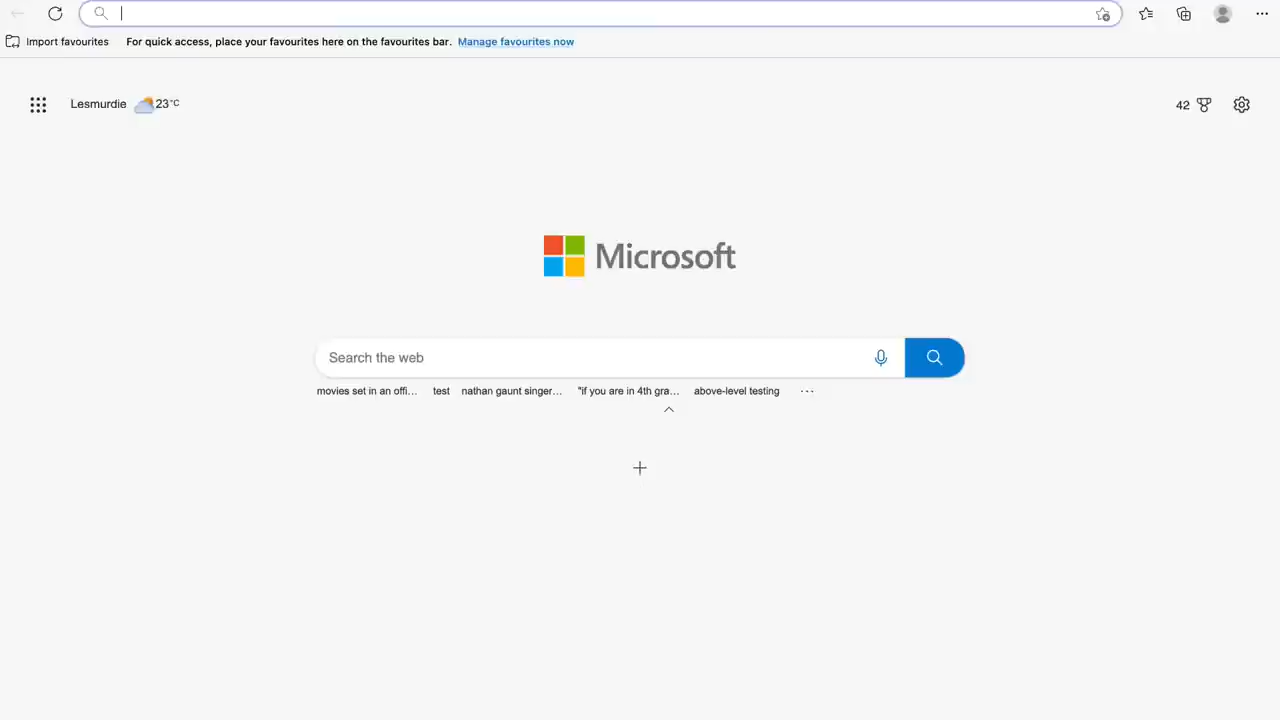 Import favourites For quick access, place your favourites here on the favourites bar. Manage favourites now
Lesmurdie 23°C 42
Microsoft
Search the web
movies set in an offi... test nathan gaunt singer... "if you are in 4th gra... above-level testing ...